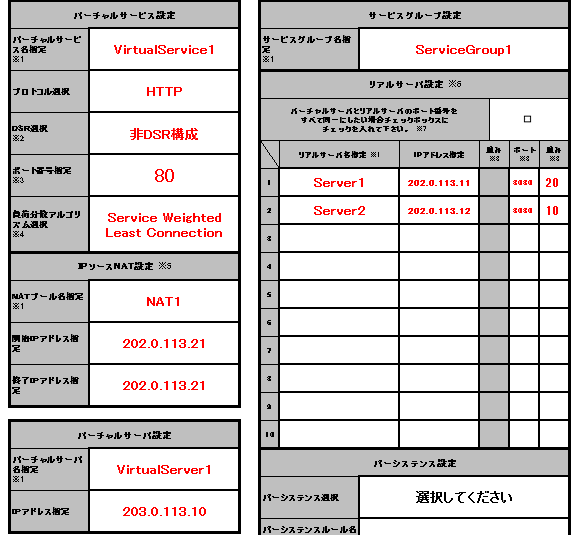 バーチャルサービス設定
バーチャルサービ
ス名指定
※1
VirtualService1
プロトコル選択
HTTP
DSR選択
※2
非DSR構成
ポート番号指定
※3
80
負荷分散アルゴリ
ズム選択
※4
Service Weighted
Least Connection
IPソースNAT設定 ※5
NATプール名指定
※1
NAT1
開始IPアドレス指
定
202.0.113.21
終了IPアドレス指
定
202.0.113.21
バーチャルサーバ設定
バーチャルサーバ
名指定
※1
VirtualServer1
IPアドレス指定
203.0.113.10
サービスグループ設定
サービスグループ名指
定
※1
ServiceGroup1
リアルサーバ設定 ※6
バーチャルサーバとリアルサーバのポート番号を
すべて同一にしたい場合チェックボックスに
チェックを入れて下さい。 ※7
□
リアルサーバ名指定 ※1 IPアドレス指定 重み ※8 ポート ※8 重み ※8
1 Server1 202.0.113.11 8080 20
2 Server2 202.0.113.12 8080 10
3
4
5
6
7
8
9
10
パーシステンス設定
パーシステンス選択
選択してください
パーシステンスルール名